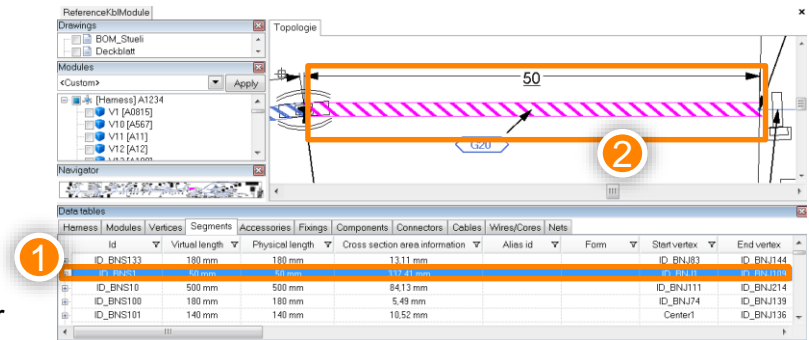 ReferenceKblModule x
Drawings Topologie
BOM_Stueli
Deckblatt
Modules
<Custom> Apply
[Harness] A1234
V1 [A0815]
V10 [A567]
V11 [A11]
V12 [A12]
50
G20
2
Navigator
Data tables
Harness Modules Vertices Segments Accessories Fixings Components Connectors Cables Wires/Cores Nets
1
Id Virtual length Physical length Cross section area information Alias id Form Start vertex End vertex
ID_BNS133 180 mm 180 mm 13,11 mm ID_BNJ83 ID_BNJ144
ID_BNS1 50 mm 50 mm 337,41 mm ID_BNJ1 ID_BNJ109
ID_BNS10 500 mm 500 mm 84,13 mm ID_BNJ111 ID_BNJ214
ID_BNS100 180 mm 180 mm 5,49 mm ID_BNJ74 ID_BNJ139
ID_BNS101 140 mm 140 mm 10,52 mm Center1 ID_BNJ136
r